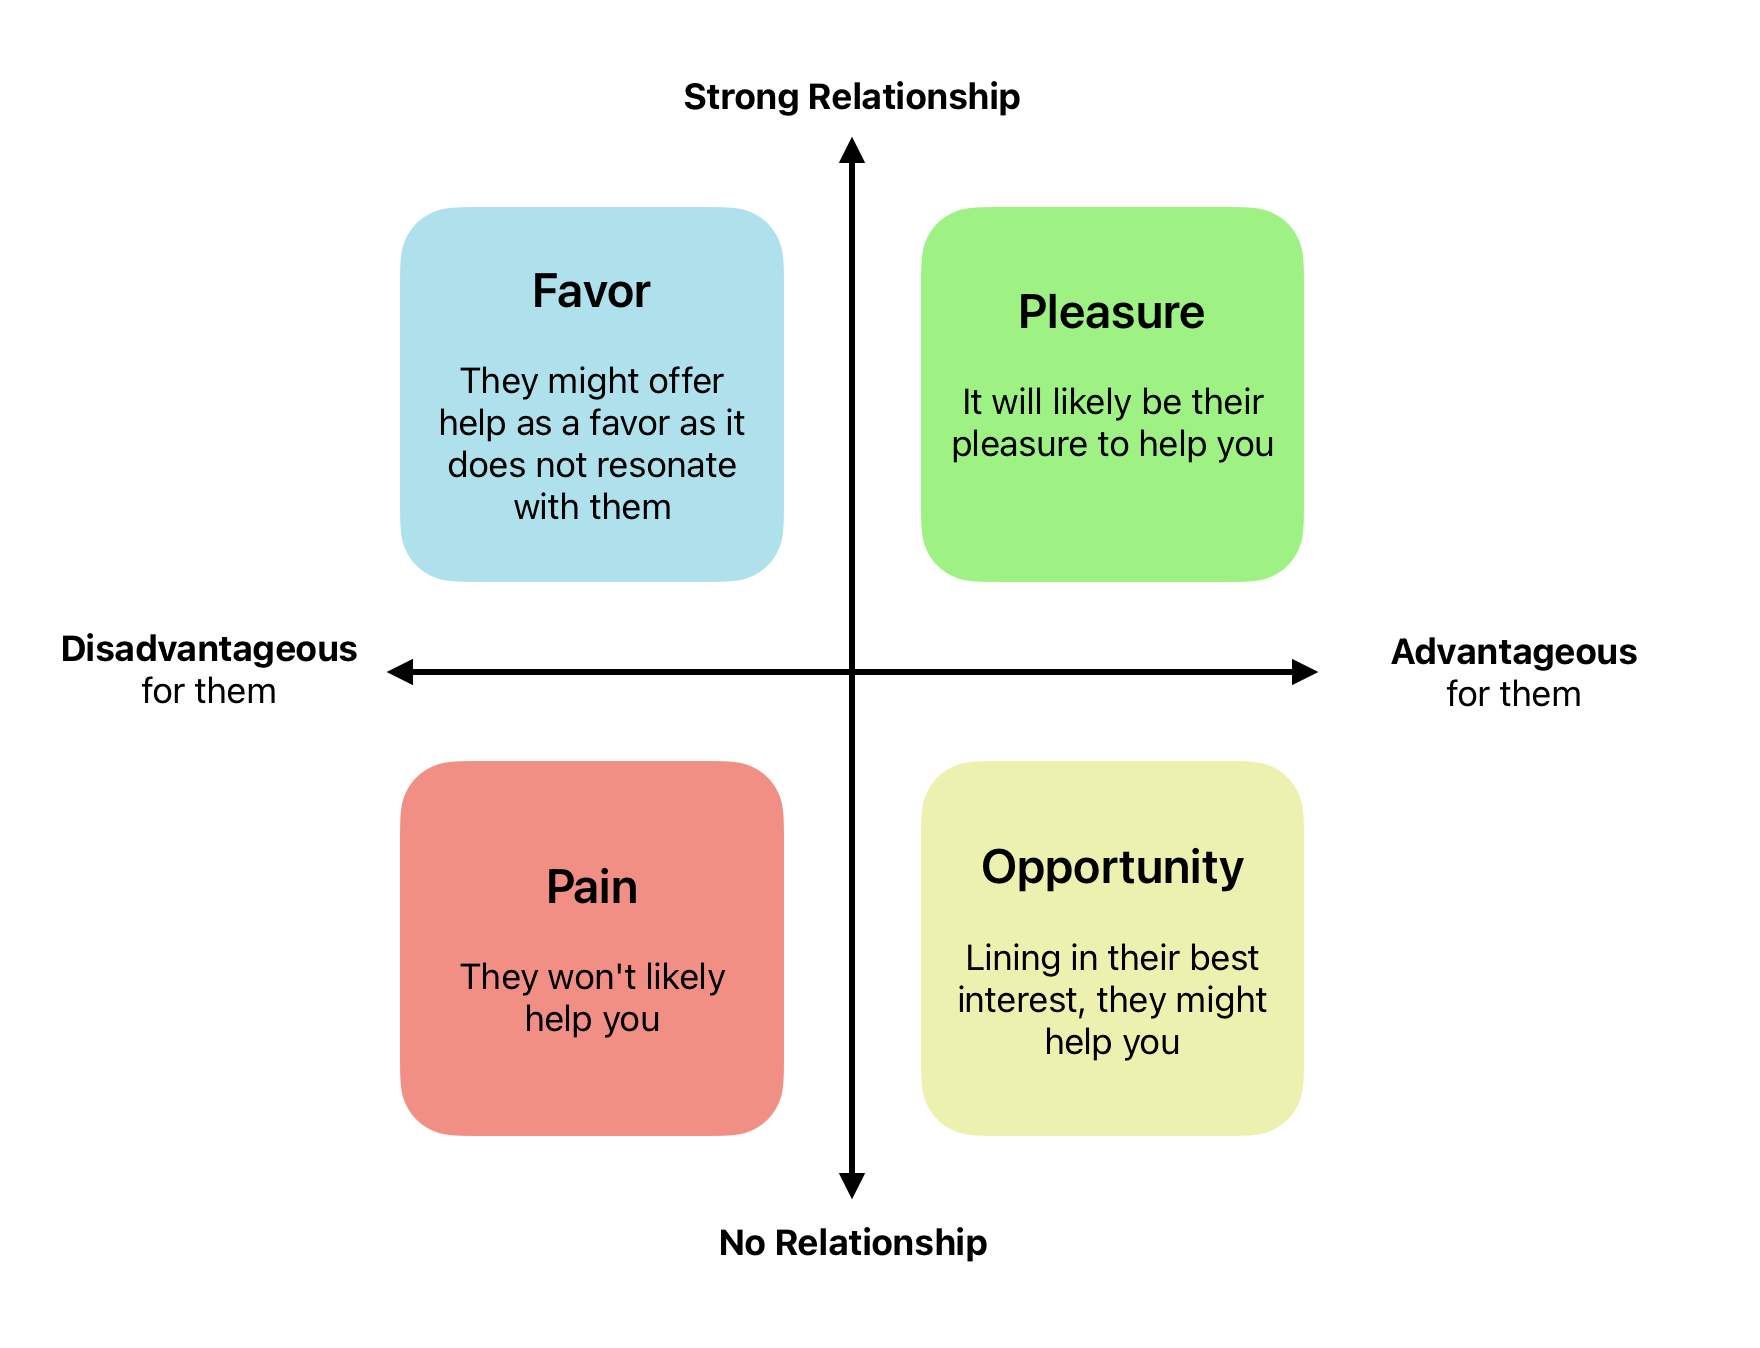 Strong Relationship
Favor
They might offer
help as a favor as it
does not resonate
with them
Pleasure
It will likely be their
pleasure to help you
Disadvantageous
for them
Advantageous
for them
Pain
They won't likely
help you
Opportunity
Lining in their best
interest, they might
help you
No Relationship